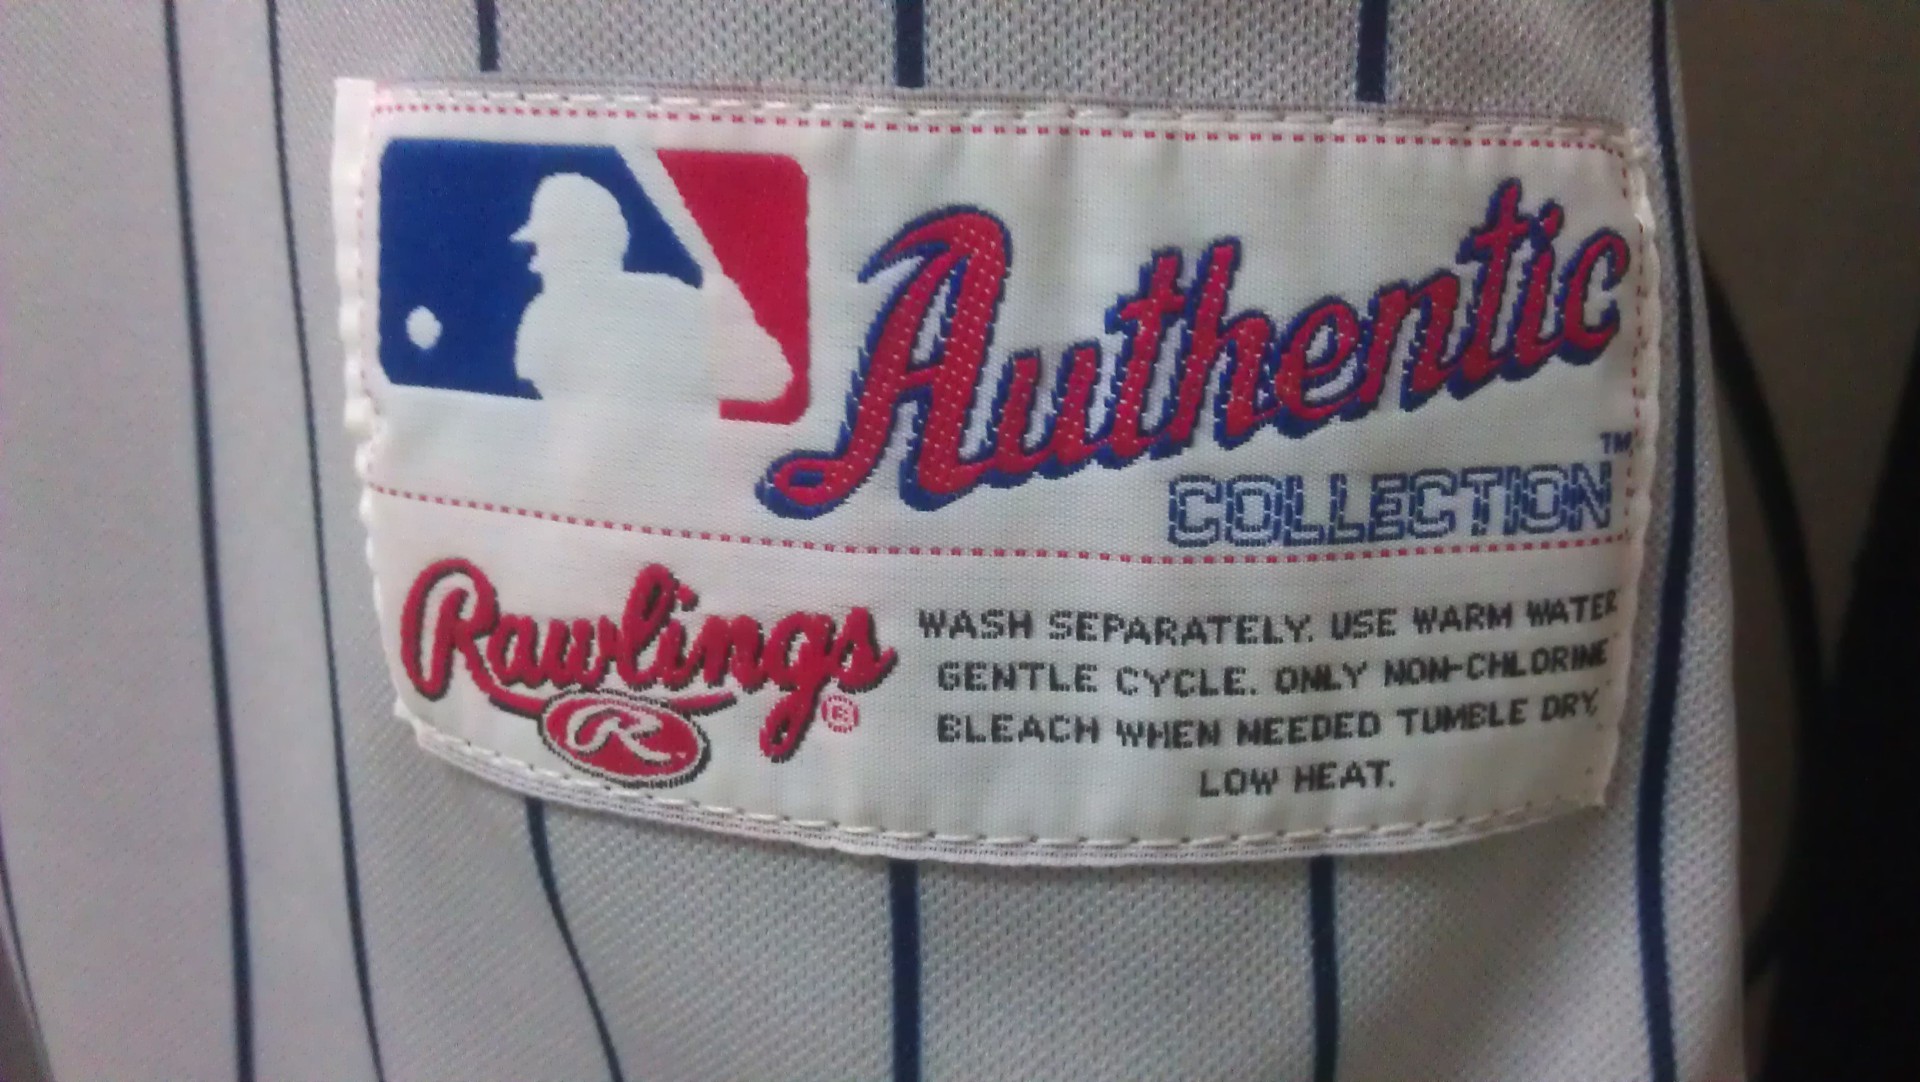 Authentic
COLLECTION™
Rawlings®
R
WASH SEPARATELY. USE WARM WATER
GENTLE CYCLE. ONLY NON-CHLORINE
BLEACH WHEN NEEDED TUMBLE DRY,
LOW HEAT.